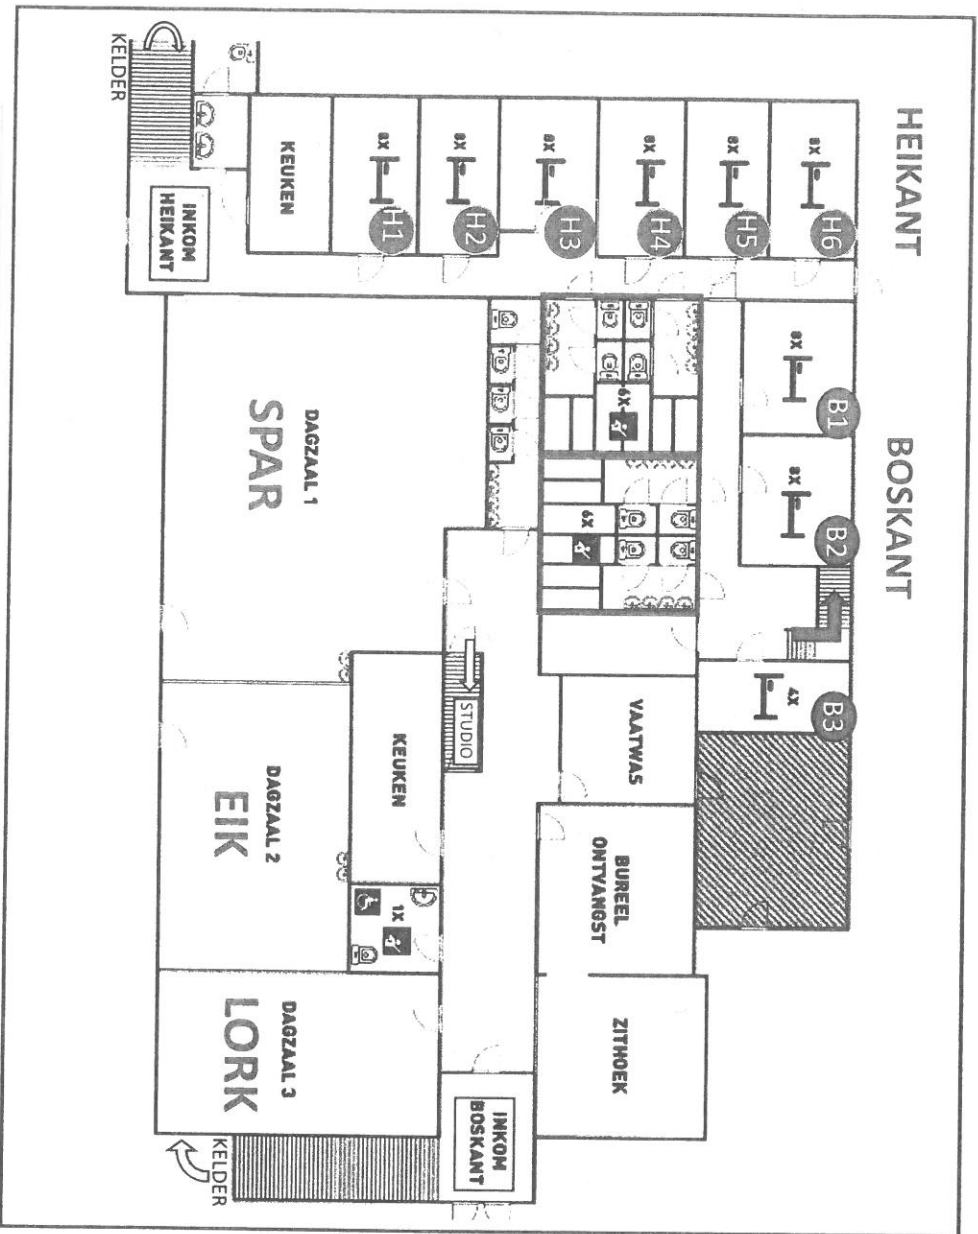 HEIKANT
BOSKANT
H6
8X
H5
8X
H4
8X
H3
8X
H2
8X
H1
8X
KEUKEN
INKOM
HEIKANT
KELDER
B1
8X
B2
8X
B3
4X
6X
6X
DAGZAAL 1
SPAR
STUDIO
VAATWAS
BUREEL
ONTVANGST
ZITHOEK
KEUKEN
1X
DAGZAAL 2
EIK
DAGZAAL 3
LORK
INKOM
BOSKANT
KELDER